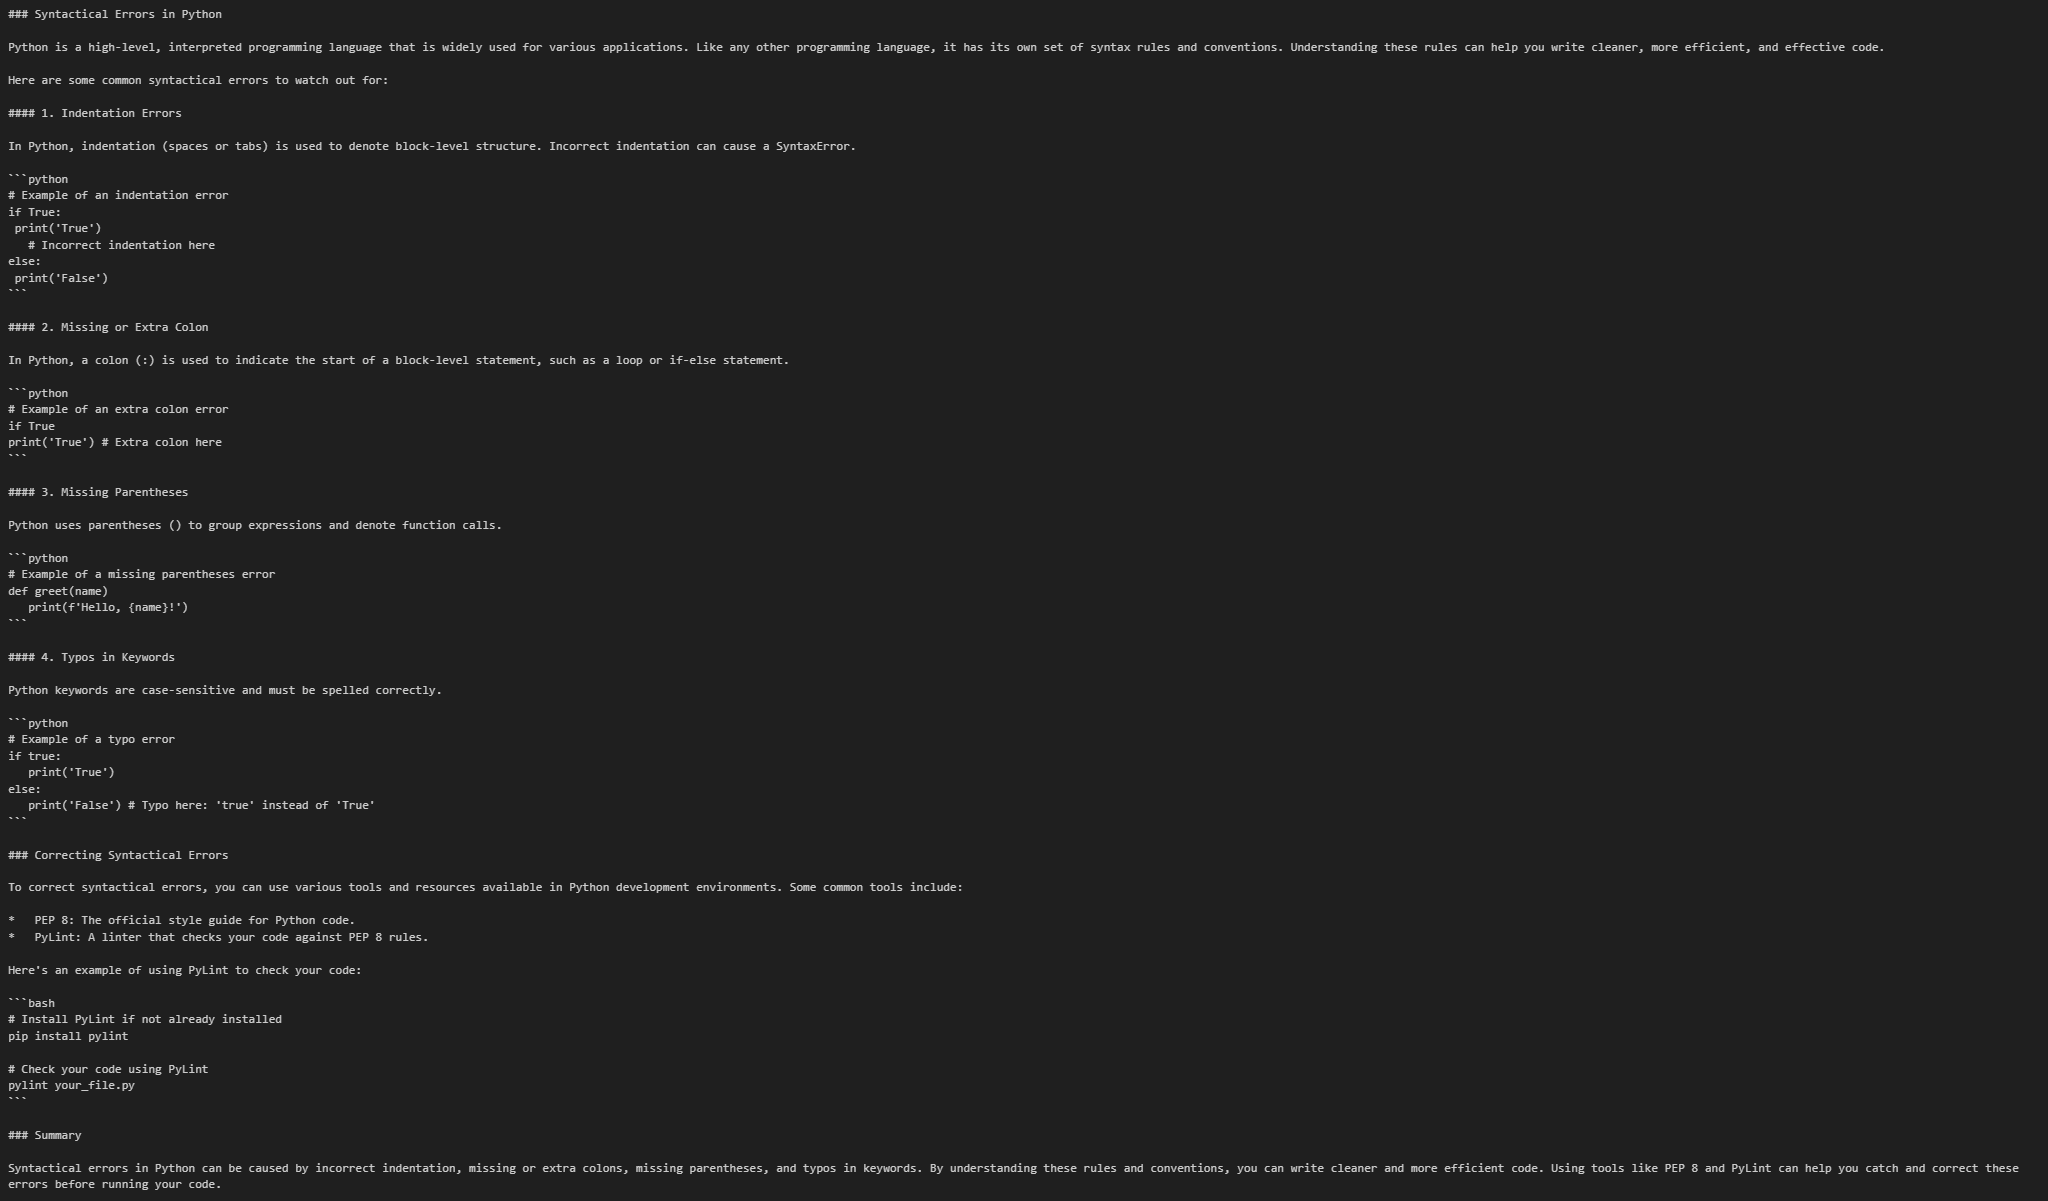 ### Syntactical Errors in Python
Python is a high-level, interpreted programming language that is widely used for various applications. Like any other programming language, it has its own set of syntax rules and conventions. Understanding these rules can help you write cleaner, more efficient, and effective code.
Here are some common syntactical errors to watch out for:
#### 1. Indentation Errors
In Python, indentation (spaces or tabs) is used to denote block-level structure. Incorrect indentation can cause a SyntaxError.
```python
# Example of an indentation error
if True:
 print('True')
   # Incorrect indentation here
else:
 print('False')
```
#### 2. Missing or Extra Colon
In Python, a colon (:) is used to indicate the start of a block-level statement, such as a loop or if-else statement.
```python
# Example of an extra colon error
if True
print('True') # Extra colon here
```
#### 3. Missing Parentheses
Python uses parentheses () to group expressions and denote function calls.
```python
# Example of a missing parentheses error
def greet(name)
   print(f'Hello, {name}!')
```
#### 4. Typos in Keywords
Python keywords are case-sensitive and must be spelled correctly.
```python
# Example of a typo error
if true:
   print('True')
else:
   print('False') # Typo here: 'true' instead of 'True'
```
### Correcting Syntactical Errors
To correct syntactical errors, you can use various tools and resources available in Python development environments. Some common tools include:
*   PEP 8: The official style guide for Python code.
*   PyLint: A linter that checks your code against PEP 8 rules.
Here's an example of using PyLint to check your code:
```bash
# Install PyLint if not already installed
pip install pylint
# Check your code using PyLint
pylint your_file.py
```
### Summary
Syntactical errors in Python can be caused by incorrect indentation, missing or extra colons, missing parentheses, and typos in keywords. By understanding these rules and conventions, you can write cleaner and more efficient code. Using tools like PEP 8 and PyLint can help you catch and correct these
errors before running your code.